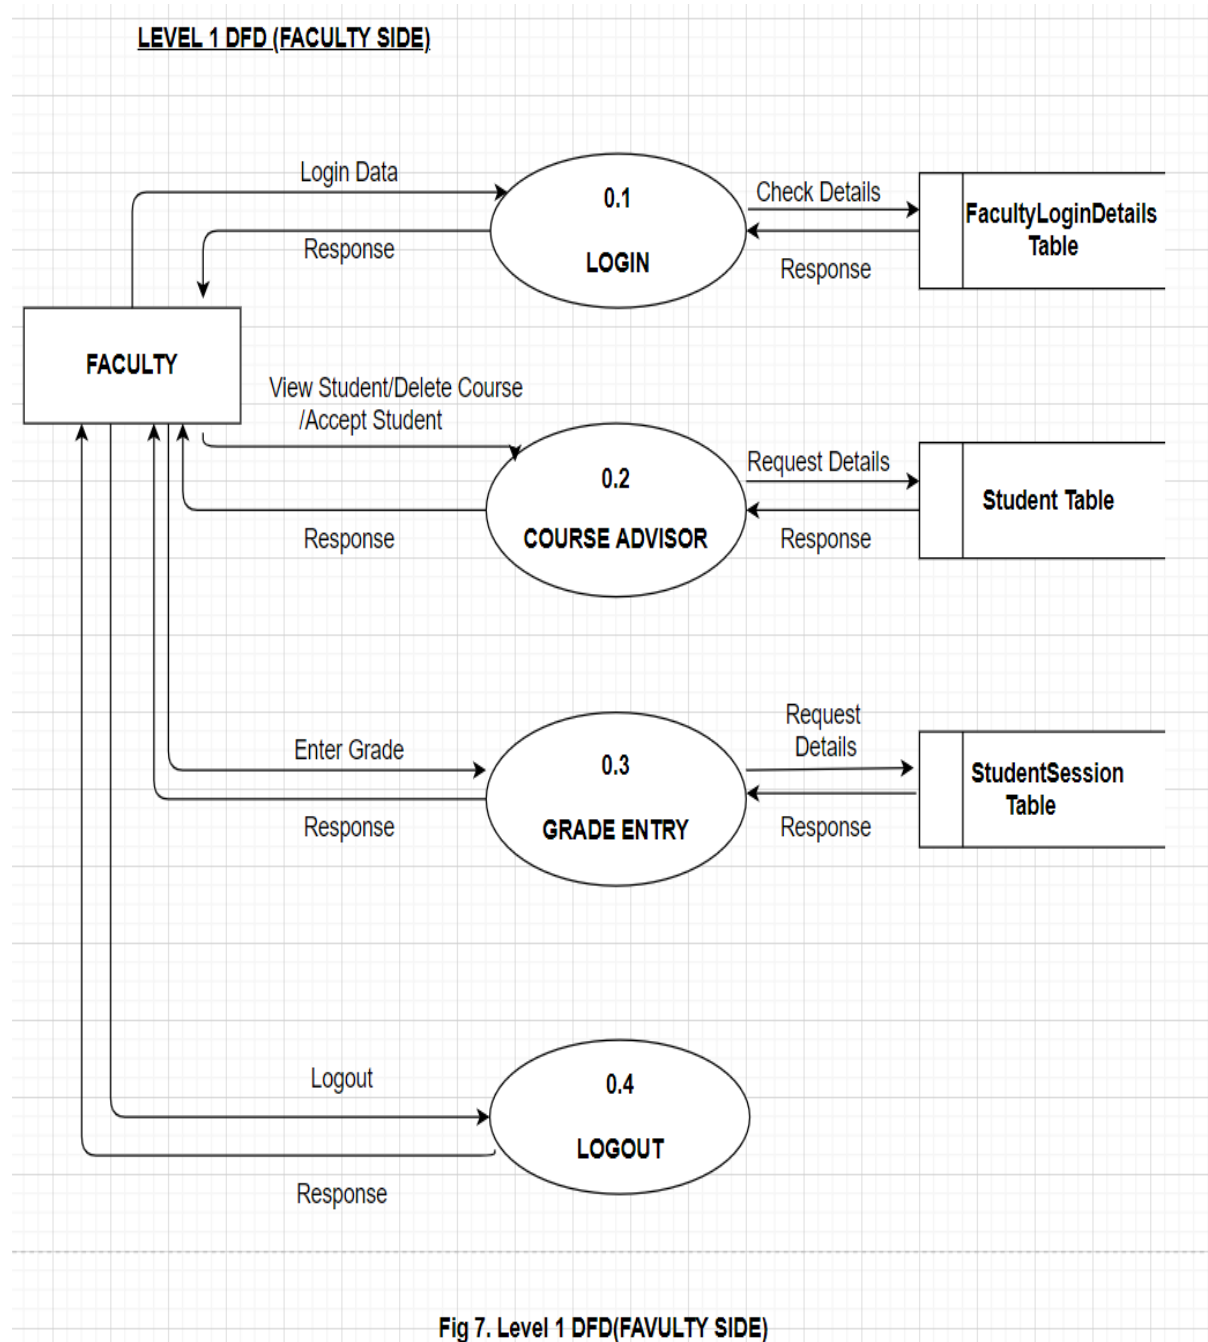 LEVEL 1 DFD (FACULTY SIDE)
Login Data
0.1
LOGIN
Check Details
FacultyLoginDetails
Table
Response
Response
FACULTY
View Student/Delete Course
/Accept Student
0.2
COURSE ADVISOR
Request Details
Student Table
Response
Response
Enter Grade
0.3
GRADE ENTRY
Request
Details
StudentSession
Table
Response
Response
Logout
0.4
LOGOUT
Response
Fig 7. Level 1 DFD(FAVULTY SIDE)